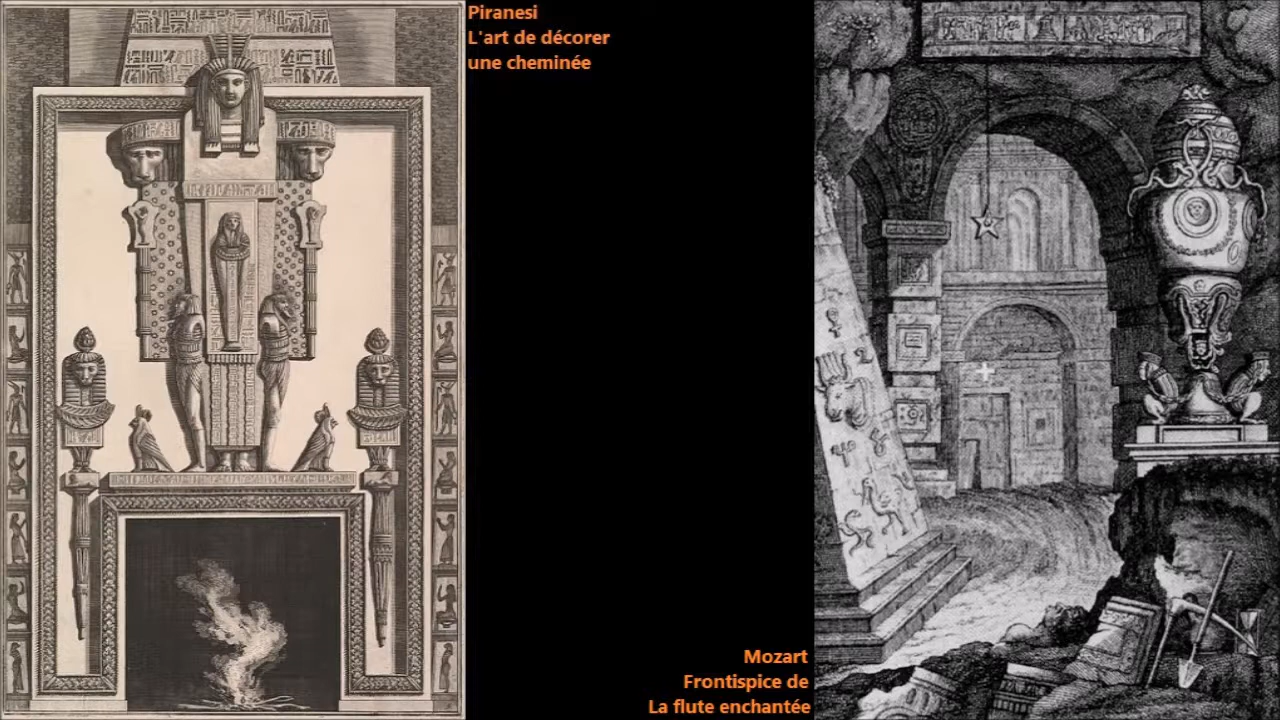 Piranesi
L'art de décorer
une cheminée
Mozart
Frontispice de
La flute enchantée